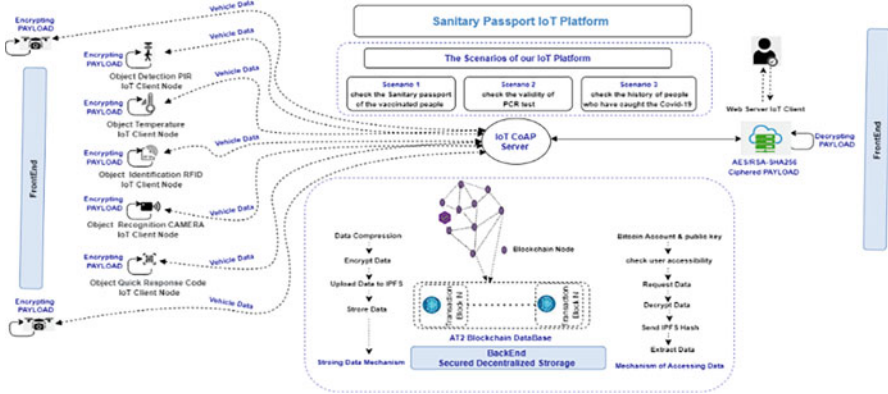 Sanitary Passport IoT Platform
The Scenarios of our IoT Platform
Scenario 1
check the Sanitary passport
of the vaccinated peaple
Scenario 2
check the validity of
PCR test
Scenario 3
check the history of people
who have caught the Covid-19
Encrypting
PAYLOAD
Vehicle Data
FrontEnd
Encrypting
PAYLOAD
Object Detection PIR
IoT Client Node
Vehicle Data
Encrypting
PAYLOAD
Object Temperature
IoT Client Node
Vehicle Data
Encrypting
PAYLOAD
Object Identification RFID
IoT Client Node
Vehicle Data
Encrypting
PAYLOAD
Object Recognition CAMERA
IoT Client Node
Vehicle Data
Encrypting
PAYLOAD
Object Quick Response Code
IoT Client Node
Vehicle Data
Encrypting
PAYLOAD
IoT CoAP
Server
Web Server IoT Client
Decrypting
PAYLOAD
AES/RSA-SHA256
Ciphered PAYLOAD
FrontEnd
Data Compression
Encrypt Data
Upload Data to IPFS
Strore Data
Stroing Data Mechanism
Blockchain Node
Transaction
Block N
Transaction
Block N
AT2 Blockchain DataBase
BackEnd
Secured Decentralized Strorage
Bitcoin Account & public key
check user accessibility
Request Data
Decrypt Data
Send IPFS Hash
Extract Data
Mechanism of Accessing Data